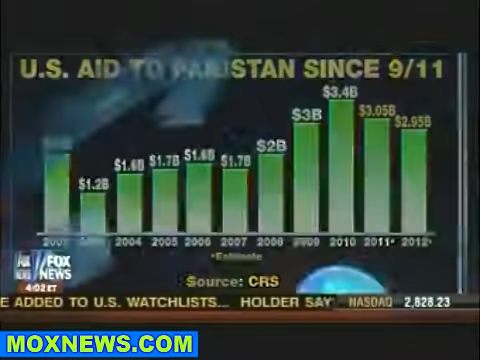 U.S. AID TO PAKISTAN SINCE 9/11
$3.4B
$3B $3.05B $2.95B
$2B
$1.2B $1.6B $1.7B $1.6B $1.7B
2004 2005 2006 2007 2008 2009 2010 2011* 2012*
*Estimate
Source: CRS
FOX NEWS FOX NEWS
4:02 ET
E ADDED TO U.S. WATCHLISTS... HOLDER SAY NASDAQ 2,828.23
MOXNEWS.COM